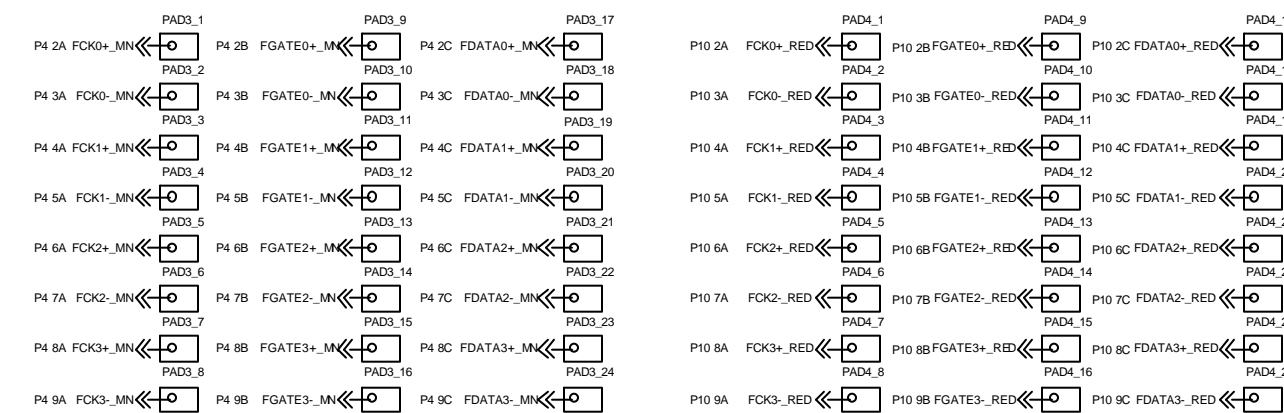 PAD3_1 PAD3_9 PAD3_17 PAD4_1 PAD4_9 PAD4_1
P4 2A FCK0+_MN P4 2B FGATE0+_MN P4 2C FDATA0+_MN P10 2A FCK0+_RED P10 2B FGATE0+_RED P10 2C FDATA0+_RED
PAD3_2 PAD3_10 PAD3_18 PAD4_2 PAD4_10 PAD4_1
P4 3A FCK0-_MN P4 3B FGATE0-_MN P4 3C FDATA0-_MN P10 3A FCK0-_RED P10 3B FGATE0-_RED P10 3C FDATA0-_RED
PAD3_3 PAD3_11 PAD3_19 PAD4_3 PAD4_11 PAD4_1
P4 4A FCK1+_MN P4 4B FGATE1+_MN P4 4C FDATA1+_MN P10 4A FCK1+_RED P10 4B FGATE1+_RED P10 4C FDATA1+_RED
PAD3_4 PAD3_12 PAD3_20 PAD4_4 PAD4_12 PAD4_2
P4 5A FCK1-_MN P4 5B FGATE1-_MN P4 5C FDATA1-_MN P10 5A FCK1-_RED P10 5B FGATE1-_RED P10 5C FDATA1-_RED
PAD3_5 PAD3_13 PAD3_21 PAD4_5 PAD4_13 PAD4_2
P4 6A FCK2+_MN P4 6B FGATE2+_MN P4 6C FDATA2+_MN P10 6A FCK2+_RED P10 6B FGATE2+_RED P10 6C FDATA2+_RED
PAD3_6 PAD3_14 PAD3_22 PAD4_6 PAD4_14 PAD4_2
P4 7A FCK2-_MN P4 7B FGATE2-_MN P4 7C FDATA2-_MN P10 7A FCK2-_RED P10 7B FGATE2-_RED P10 7C FDATA2-_RED
PAD3_7 PAD3_15 PAD3_23 PAD4_7 PAD4_15 PAD4_2
P4 8A FCK3+_MN P4 8B FGATE3+_MN P4 8C FDATA3+_MN P10 8A FCK3+_RED P10 8B FGATE3+_RED P10 8C FDATA3+_RED
PAD3_8 PAD3_16 PAD3_24 PAD4_8 PAD4_16 PAD4_2
P4 9A FCK3-_MN P4 9B FGATE3-_MN P4 9C FDATA3-_MN P10 9A FCK3-_RED P10 9B FGATE3-_RED P10 9C FDATA3-_RED